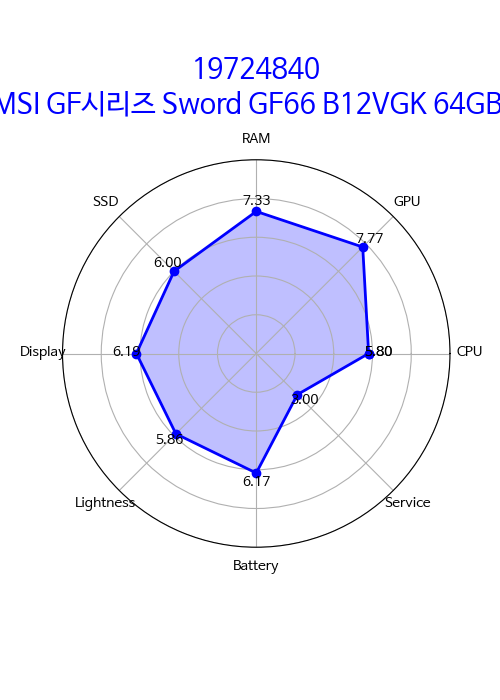 19724840
MSI GF시리즈 Sword GF66 B12VGK 64GB
RAM
7.33
SSD
GPU
7.77
6.00
Display
6.19
5.80
CPU
5.86
6.17
Lightness
Service
Battery